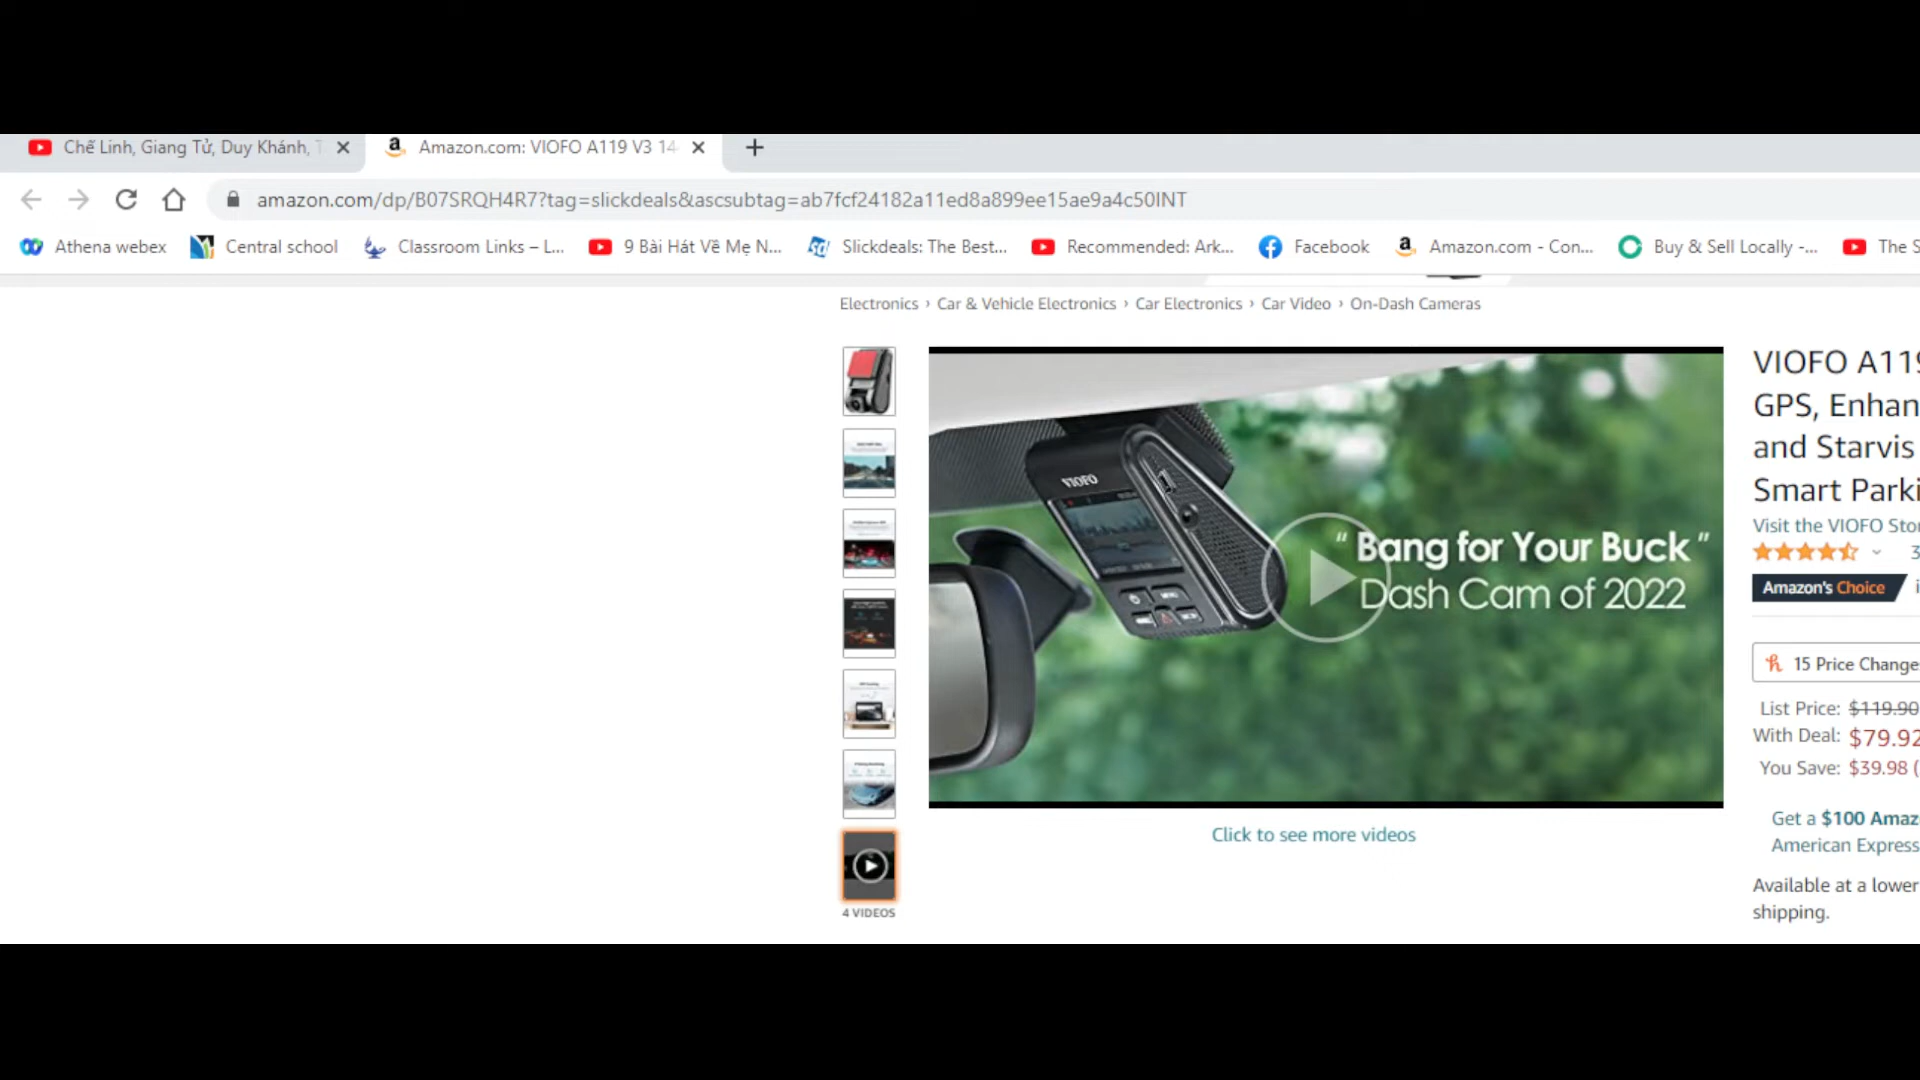 Chế Linh, Giang Tử, Duy Khánh, T
Amazon.com: VIOFO A119 V3 14
amazon.com/dp/B07SRQH4R7?tag=slickdeals&ascsubtag=ab7fcf24182a11ed8a899ee15ae9a4c50INT
Athena webex
Central school
Classroom Links – L...
9 Bài Hát Về Mẹ N...
Slickdeals: The Best...
Recommended: Ark...
Facebook
Amazon.com - Con...
Buy & Sell Locally -...
The S
Electronics › Car & Vehicle Electronics › Car Electronics › Car Video › On-Dash Cameras
VIOFO
" Bang for Your Buck "
Dash Cam of 2022
Click to see more videos
4 VIDEOS
VIOFO A119
GPS, Enhan
and Starvis
Smart Parki
Visit the VIOFO Sto
3
Amazon's Choice
15 Price Change
List Price: $119.90
With Deal: $79.92
You Save: $39.98 (
Get a $100 Amaz
American Express
Available at a lower
shipping.